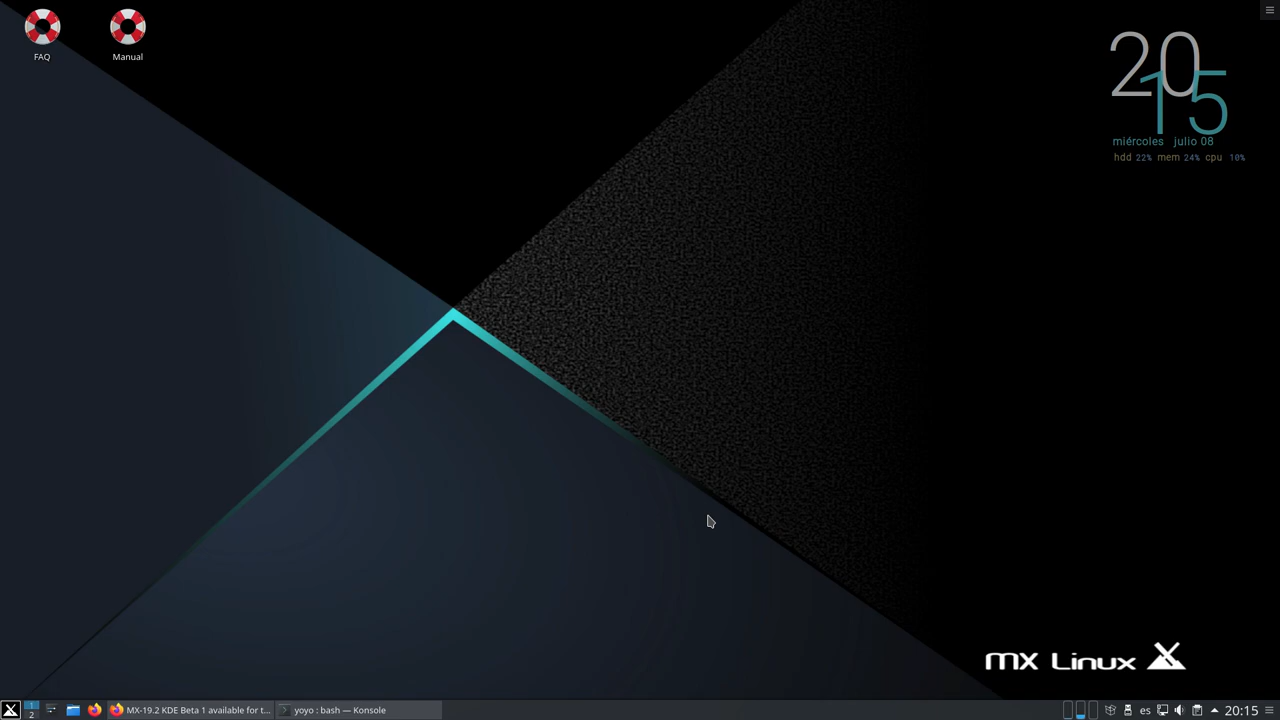 FAQ
Manual
20
15
miércoles julio 08
hdd 22% mem 24% cpu 10%
mx Linux
1
2
MX-19.2 KDE Beta 1 available for t...
yoyo : bash — Konsole
es
20:15